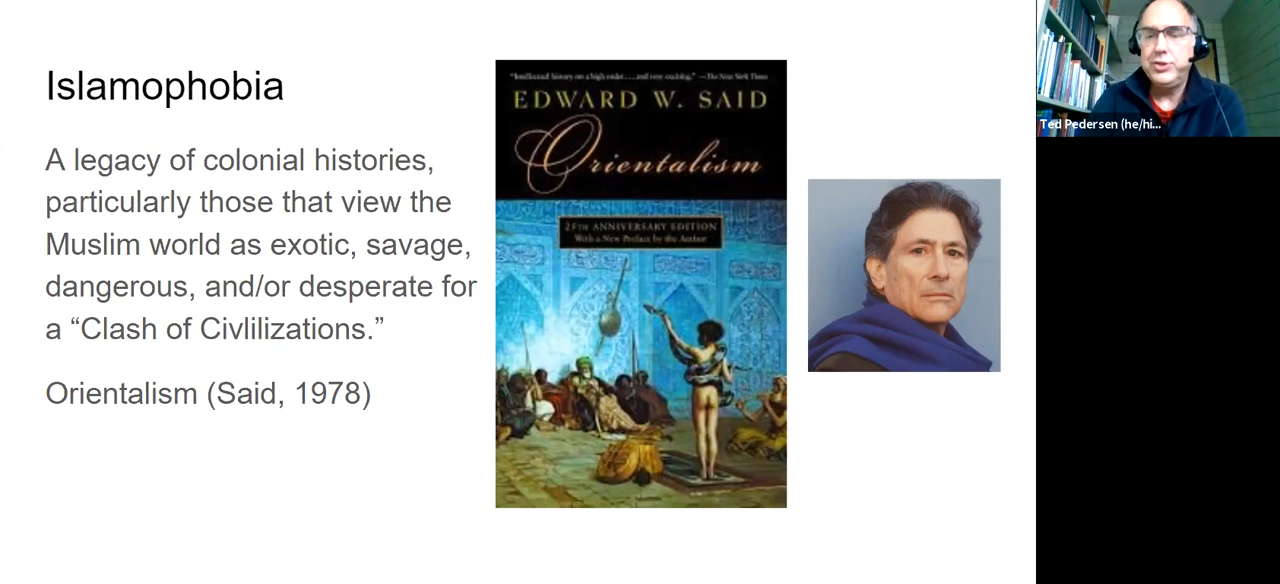 Islamophobia
A legacy of colonial histories,
particularly those that view the
Muslim world as exotic, savage,
dangerous, and/or desperate for
a “Clash of Civlilizations.”
Orientalism (Said, 1978)
“Intellectual history on a high order.....and very exciting.” —The New York Times
EDWARD W. SAID
Orientalism
25TH ANNIVERSARY EDITION
With a New Preface by the Author
Ted Pedersen (he/hi...